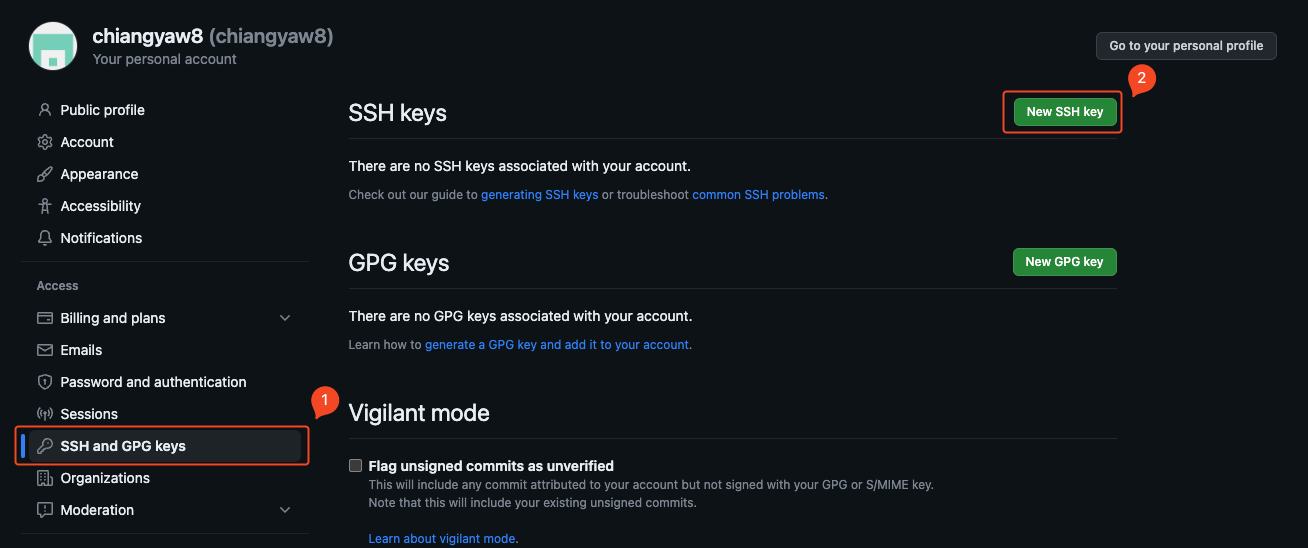 chiangyaw8 (chiangyaw8)
Your personal account
Go to your personal profile
Public profile
Account
Appearance
Accessibility
Notifications
Access
Billing and plans
Emails
Password and authentication
Sessions
1
SSH and GPG keys
Organizations
Moderation
SSH keys
2
New SSH key
There are no SSH keys associated with your account.
Check out our guide to generating SSH keys or troubleshoot common SSH problems.
GPG keys
New GPG key
There are no GPG keys associated with your account.
Learn how to generate a GPG key and add it to your account.
Vigilant mode
Flag unsigned commits as unverified
This will include any commit attributed to your account but not signed with your GPG or S/MIME key.
Note that this will include your existing unsigned commits.
Learn about vigilant mode.